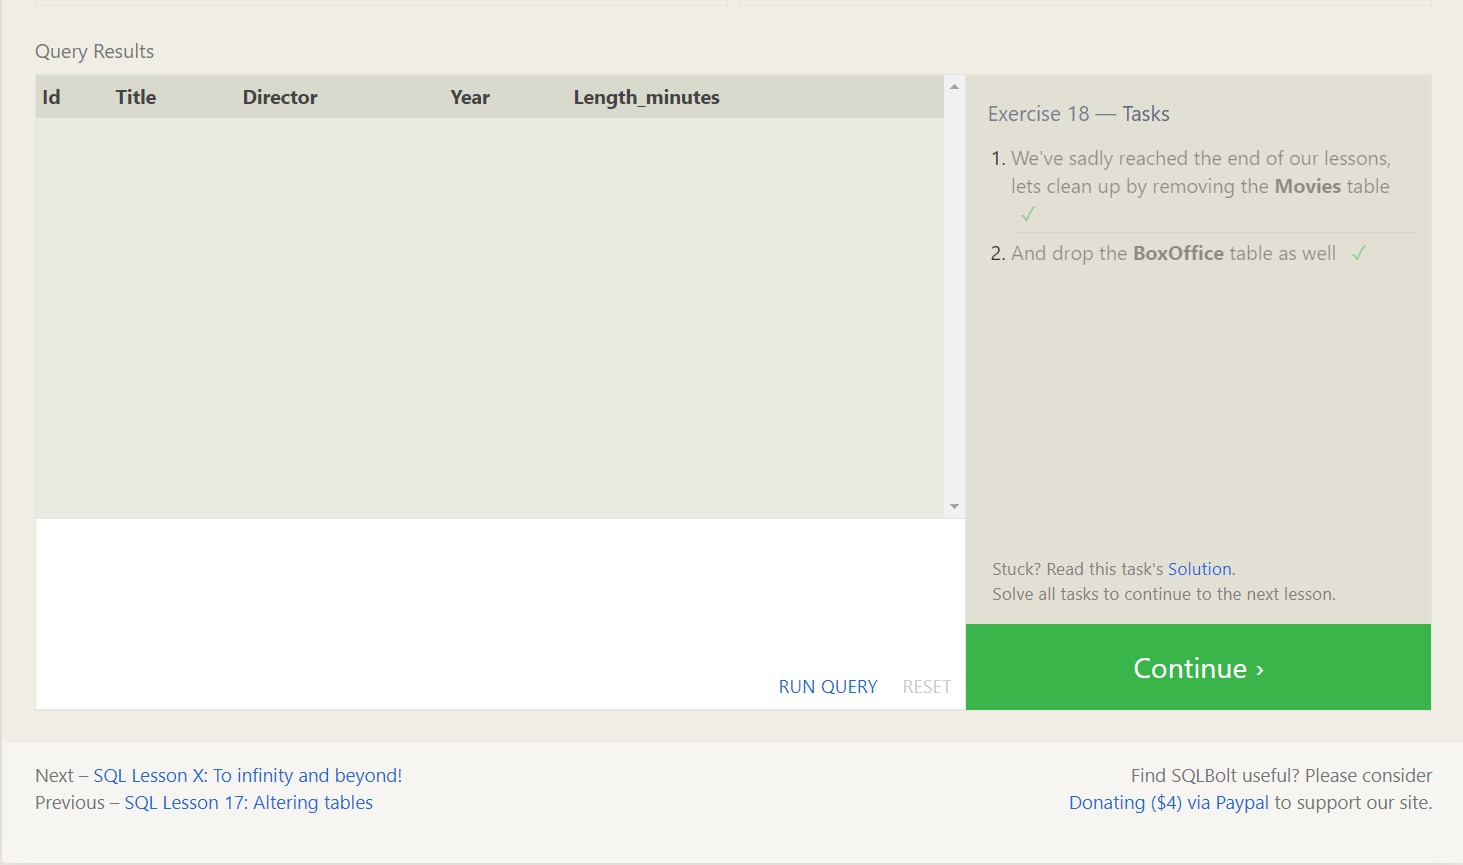 Query Results
Id Title Director Year Length_minutes
Exercise 18 — Tasks
1. We've sadly reached the end of our lessons,
lets clean up by removing the Movies table
✓
2. And drop the BoxOffice table as well ✓
Stuck? Read this task's Solution.
Solve all tasks to continue to the next lesson.
RUN QUERY RESET
Continue ›
Next – SQL Lesson X: To infinity and beyond!
Previous – SQL Lesson 17: Altering tables
Find SQLBolt useful? Please consider
Donating ($4) via Paypal to support our site.